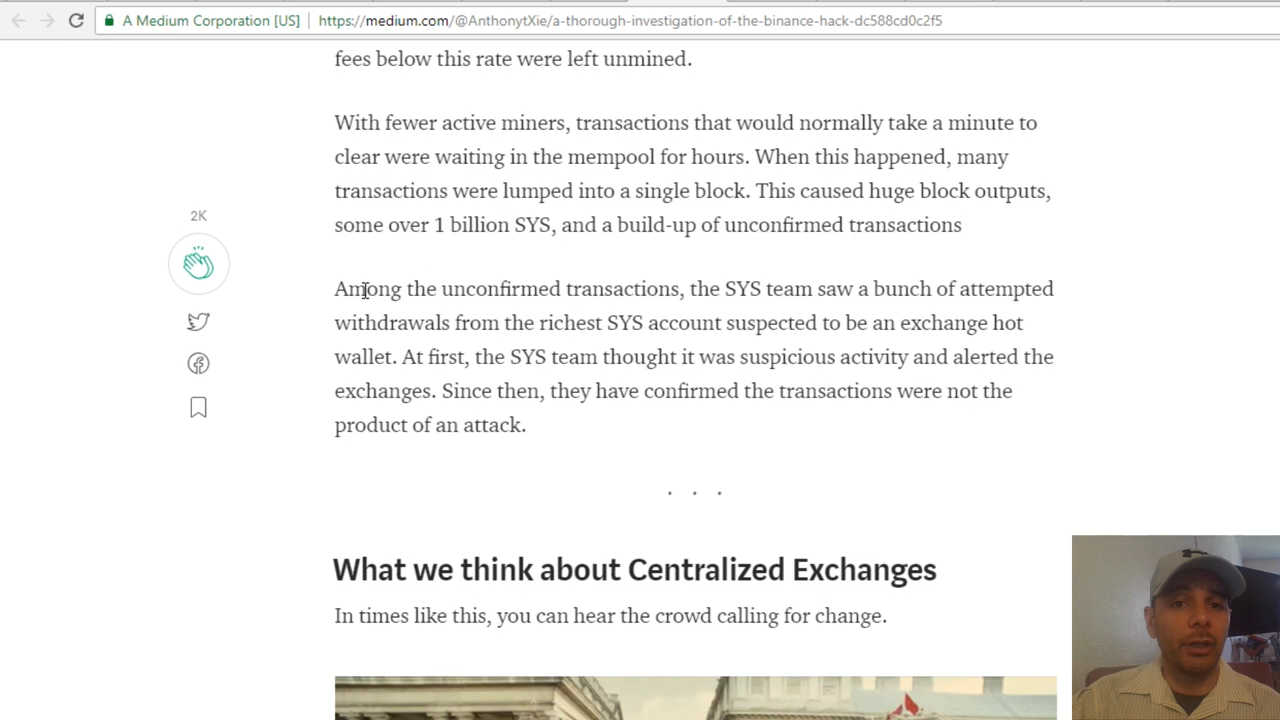 A Medium Corporation [US] https://medium.com/@AnthonytXie/a-thorough-investigation-of-the-binance-hack-dc588cd0c2f5
fees below this rate were left unmined.
With fewer active miners, transactions that would normally take a minute to
clear were waiting in the mempool for hours. When this happened, many
transactions were lumped into a single block. This caused huge block outputs,
some over 1 billion SYS, and a build-up of unconfirmed transactions
2K
Among the unconfirmed transactions, the SYS team saw a bunch of attempted
withdrawals from the richest SYS account suspected to be an exchange hot
wallet. At first, the SYS team thought it was suspicious activity and alerted the
exchanges. Since then, they have confirmed the transactions were not the
product of an attack.
. . .
What we think about Centralized Exchanges
In times like this, you can hear the crowd calling for change.